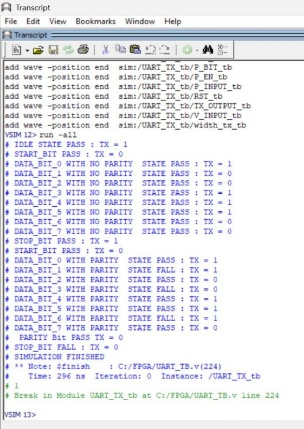 Transcript
File Edit View Bookmarks Window Help
Transcript
add wave -position end sim:/UART_TX_tb/P_BIT_tb
add wave -position end sim:/UART_TX_tb/P_EN_tb
add wave -position end sim:/UART_TX_tb/P_INPUT_tb
add wave -position end sim:/UART_TX_tb/RST_tb
add wave -position end sim:/UART_TX_tb/TX_OUTPUT_tb
add wave -position end sim:/UART_TX_tb/V_INPUT_tb
add wave -position end sim:/UART_TX_tb/width_tx_tb
VSIM 12> run -all
# IDLE STATE PASS : TX = 1
# START_BIT PASS : TX = 0
# DATA_BIT_0 WITH NO PARITY STATE PASS : TX = 1
# DATA_BIT_1 WITH NO PARITY STATE PASS : TX = 0
# DATA_BIT_2 WITH NO PARITY STATE PASS : TX = 0
# DATA_BIT_3 WITH NO PARITY STATE PASS : TX = 1
# DATA_BIT_4 WITH NO PARITY STATE PASS : TX = 1
# DATA_BIT_5 WITH NO PARITY STATE PASS : TX = 1
# DATA_BIT_6 WITH NO PARITY STATE PASS : TX = 0
# DATA_BIT_7 WITH NO PARITY STATE PASS : TX = 0
# STOP_BIT PASS : TX = 1
# START_BIT PASS : TX = 0
# DATA_BIT_0 WITH PARITY STATE PASS : TX = 1
# DATA_BIT_1 WITH PARITY STATE FALL : TX = 1
# DATA_BIT_2 WITH PARITY STATE PASS : TX = 0
# DATA_BIT_3 WITH PARITY STATE FALL : TX = 0
# DATA_BIT_4 WITH PARITY STATE PASS : TX = 1
# DATA_BIT_5 WITH PARITY STATE PASS : TX = 1
# DATA_BIT_6 WITH PARITY STATE FALL : TX = 1
# DATA_BIT_7 WITH PARITY STATE PASS : TX = 0
# PARITY Bit PASS TX = 0
# STOP_BIT FALL : TX = 0
# SIMULATION FINISHED
# ** Note: $finish : C:/FPGA/UART_TB.v(224)
# Time: 296 ns Iteration: 0 Instance: /UART_TX_tb
# 1
# Break in Module UART_TX_tb at C:/FPGA/UART_TB.v line 224
VSIM 13>